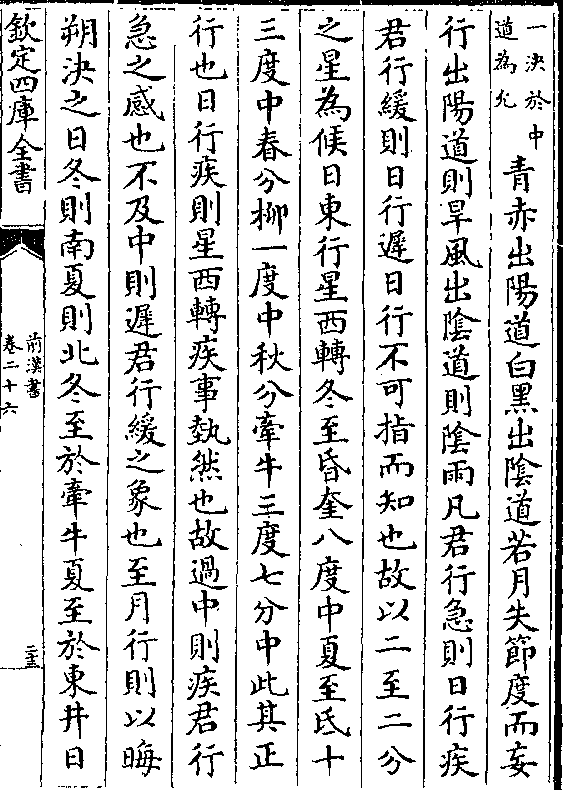 一決於中
道為允
青赤出陽道白黑出陰道若月失節度而妄
行出陽道則旱風出陰道則陰雨凡君行急則日行疾
君行緩則日行遲日行不可指而知也故以二至二分
之星為候日東行星西轉冬至昏奎八度中夏至氐十
三度中春分柳一度中秋分牽牛三度七分中此其正
行也日行疾則星西轉疾事埶然也故過中則疾君行
急之感也不及中則遲君行緩之象也至月行則以晦
朔決之日冬則南夏則北冬至於牽牛夏至於東井日
欽定四庫全書
前漢書
卷二十六
二十三